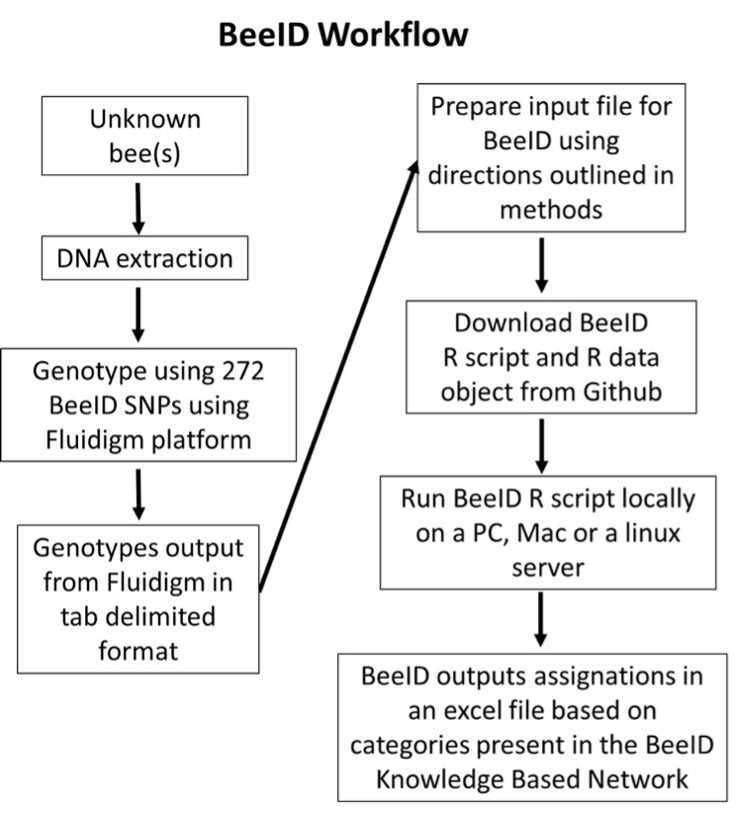 BeeID Workflow
Unknown
bee(s)
DNA extraction
Genotype using 272
BeeID SNPs using
Fluidigm platform
Genotypes output
from Fluidigm in
tab delimited
format
Prepare input file for
BeeID using
directions outlined in
methods
Download BeeID
R script and R data
object from Github
Run BeeID R script locally
on a PC, Mac or a linux
server
BeeID outputs assignations in
an excel file based on
categories present in the BeeID
Knowledge Based Network